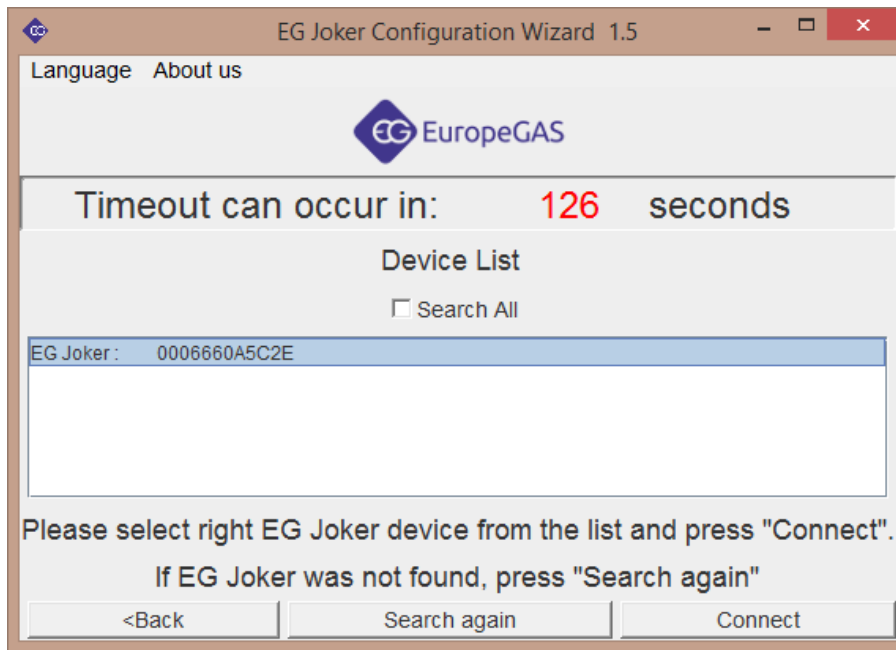 EG Joker Configuration Wizard 1.5
Language About us
EG EuropeGAS
Timeout can occur in: 126 seconds
Device List
Search All
EG Joker : 0006660A5C2E
Please select right EG Joker device from the list and press "Connect".
If EG Joker was not found, press "Search again"
<Back Search again Connect